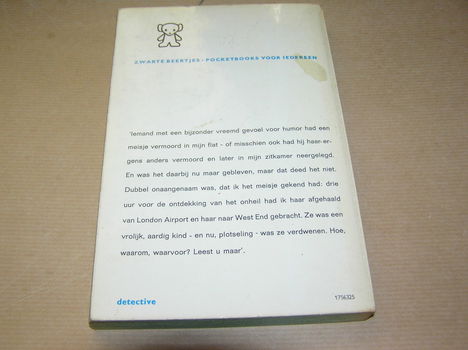 ZWARTE BEERTJES - POCKETBOOKS VOOR IEDEREEN
'Iemand met een bijzonder vreemd gevoel voor humor had een
meisje vermoord in mijn flat - of misschien ook had hij haar er-
gens anders vermoord en later in mijn zitkamer neergelegd.
En was het daarbij nu maar gebleven, maar dat deed het niet.
Dubbel onaangenaam was, dat ik het meisje gekend had: drie
uur voor de ontdekking van het onheil had ik haar afgehaald
van London Airport en haar naar West End gebracht. Ze was een
vrolijk, aardig kind - en nu, plotseling - was ze verdwenen. Hoe,
waarom, waarvoor? Leest u maar'.
detective
1756325